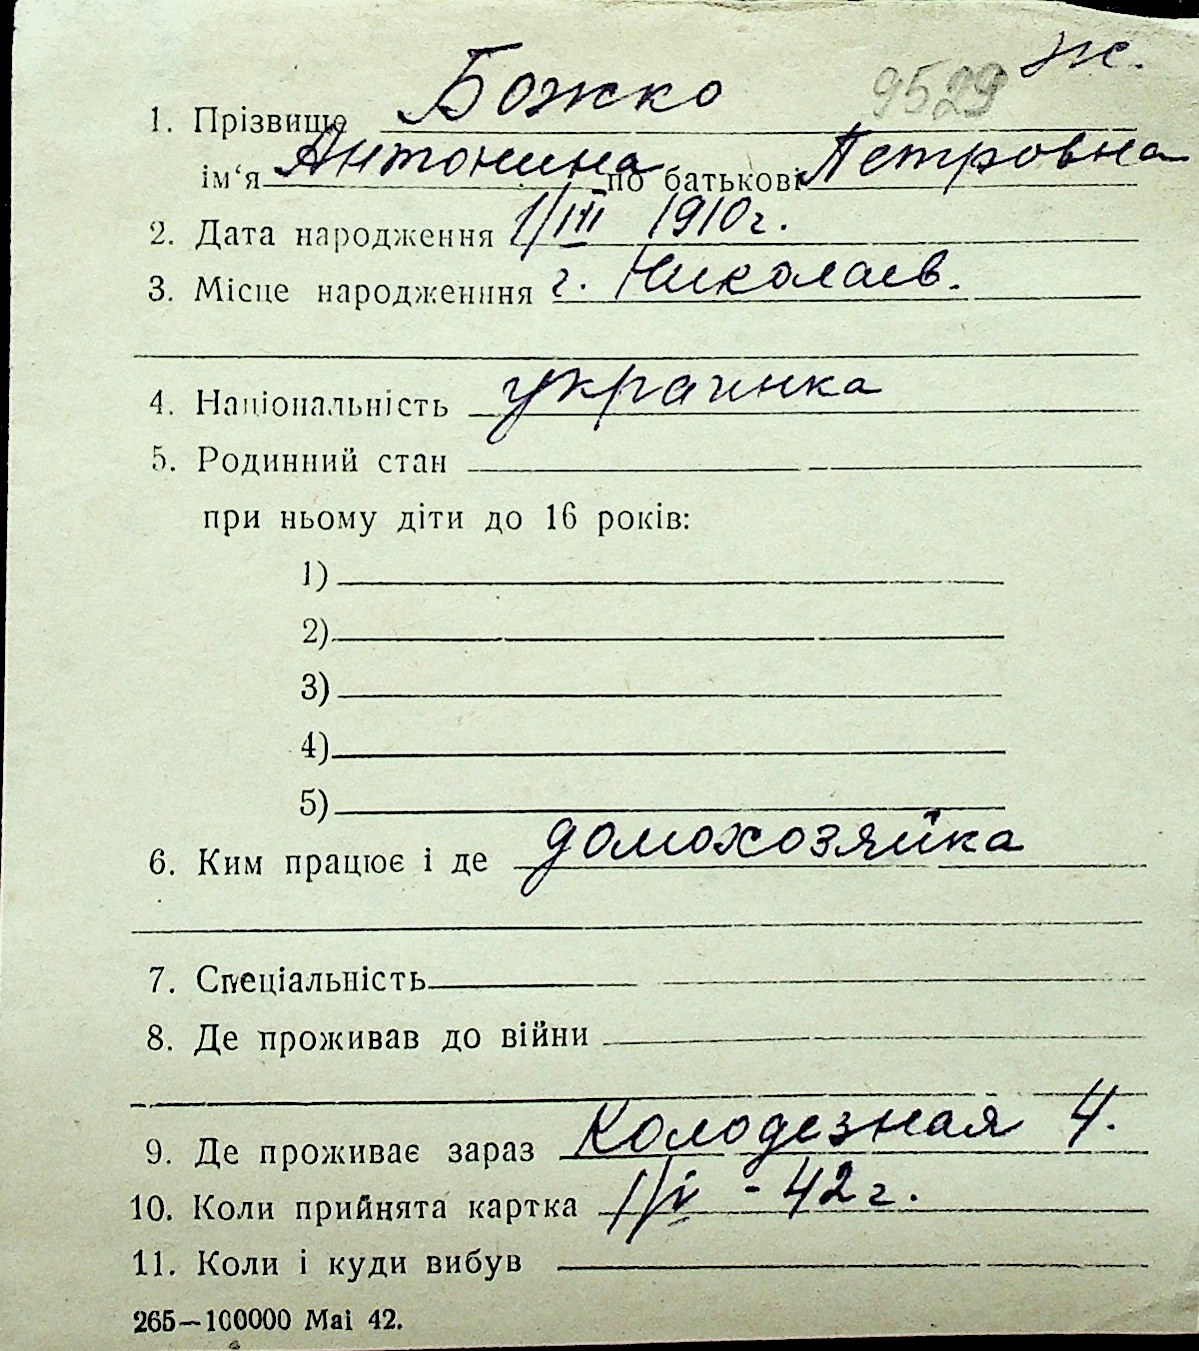 ж.
9529
1. Прізвище Божко
ім‘я Антонина по батькові Петровна
2. Дата народження 1/III 1910г.
3. Місце народженння г. Николаев.
4. Національність украинка
5. Родинний стан
при ньому діти до 16 років:
1)
2)
3)
4)
5)
6. Ким працює і де домохозяйка
7. Спеціальність
8. Де проживав до війни
9. Де проживає зараз Колодезная 4.
10. Коли прийнята картка - 42 г.
11. Коли і куди вибув
265—100000 Mai 42.